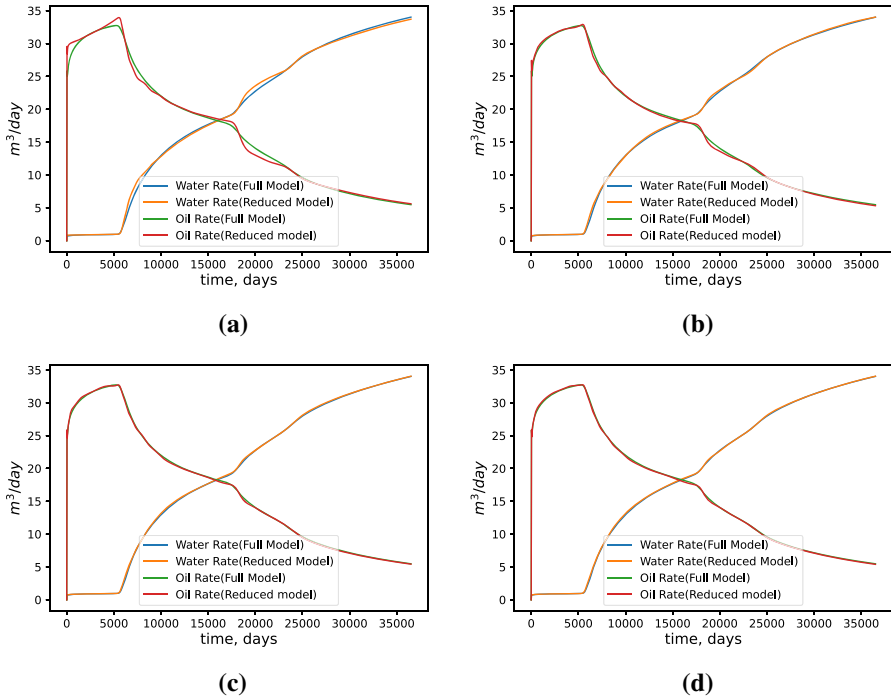 35
30
25
20
15
10
5
0
m³/day
Water Rate(Full Model)
Water Rate(Reduced Model)
Oil Rate(Full Model)
Oil Rate(Reduced model)
0 5000 10000 15000 20000 25000 30000 35000
time, days
(a)
35
30
25
20
15
10
5
0
m³/day
Water Rate(Full Model)
Water Rate(Reduced Model)
Oil Rate(Full Model)
Oil Rate(Reduced model)
0 5000 10000 15000 20000 25000 30000 35000
time, days
(b)
35
30
25
20
15
10
5
0
m³/day
Water Rate(Full Model)
Water Rate(Reduced Model)
Oil Rate(Full Model)
Oil Rate(Reduced model)
0 5000 10000 15000 20000 25000 30000 35000
time, days
(c)
35
30
25
20
15
10
5
0
m³/day
Water Rate(Full Model)
Water Rate(Reduced Model)
Oil Rate(Full Model)
Oil Rate(Reduced model)
0 5000 10000 15000 20000 25000 30000 35000
time, days
(d)